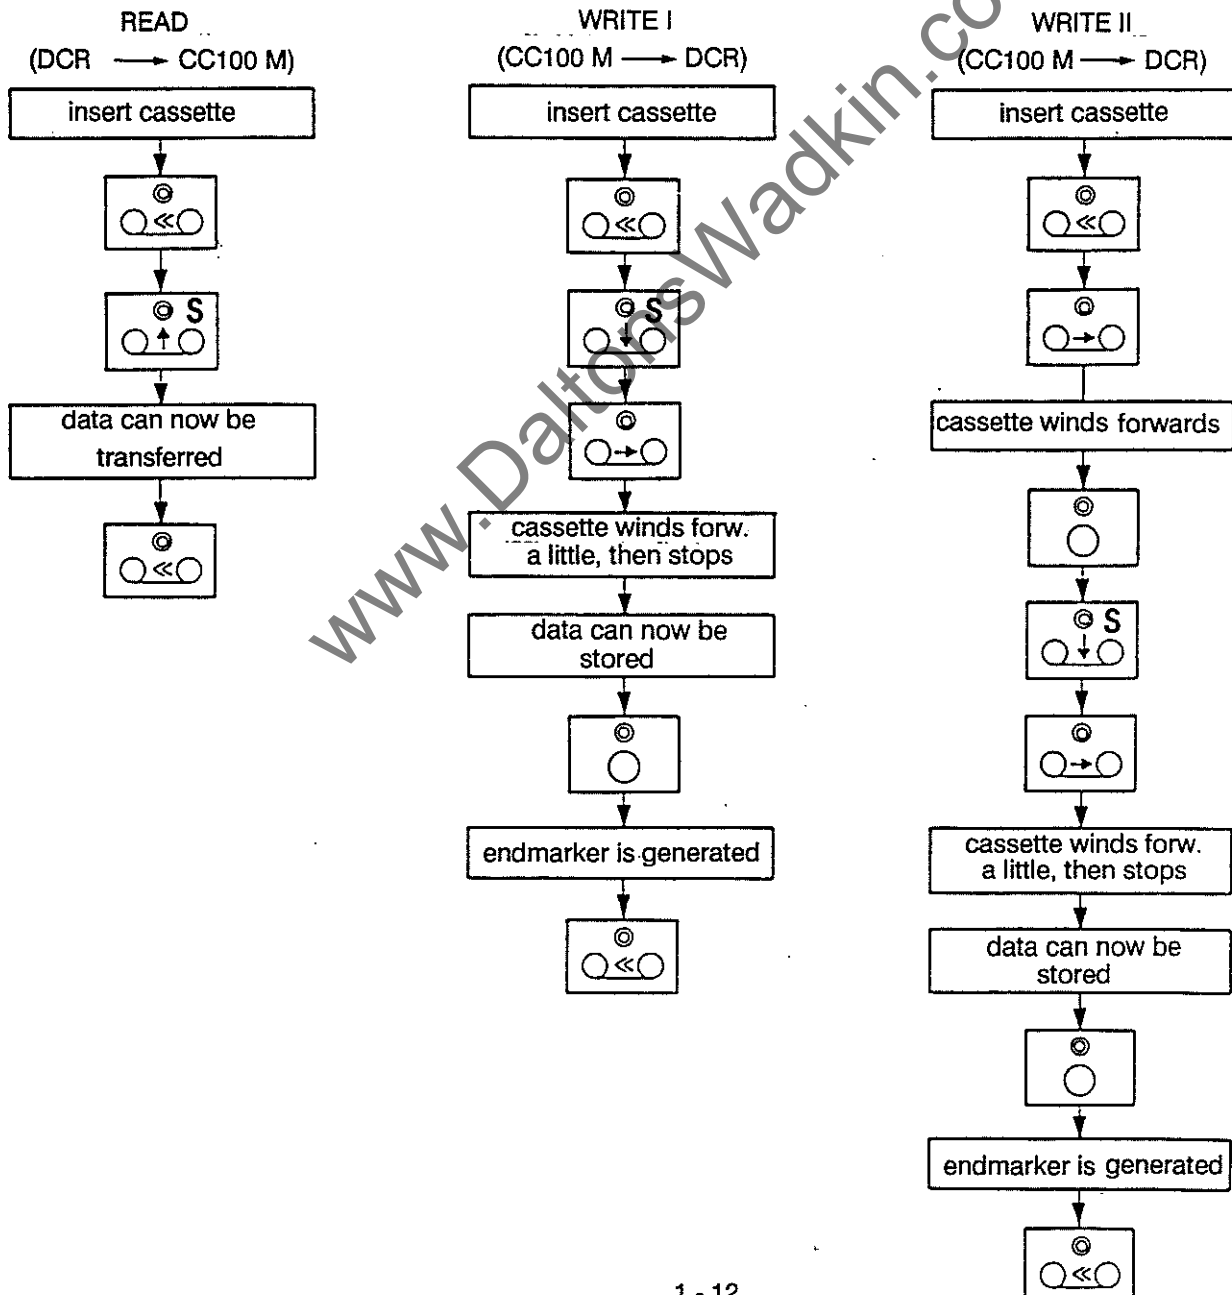 READ
(DCR → CC100 M)
insert cassette
≪
S
↑
data can now be
transferred
≪
WRITE I
(CC100 M → DCR)
insert cassette
≪
S
↓
→
cassette winds forw.
a little, then stops
data can now be
stored
endmarker is generated
≪
WRITE II
(CC100 M → DCR)
insert cassette
≪
→
cassette winds forwards
S
↓
→
cassette winds forw.
a little, then stops
data can now be
stored
endmarker is generated
≪
www.DaltonsWadkin.co
1 - 12